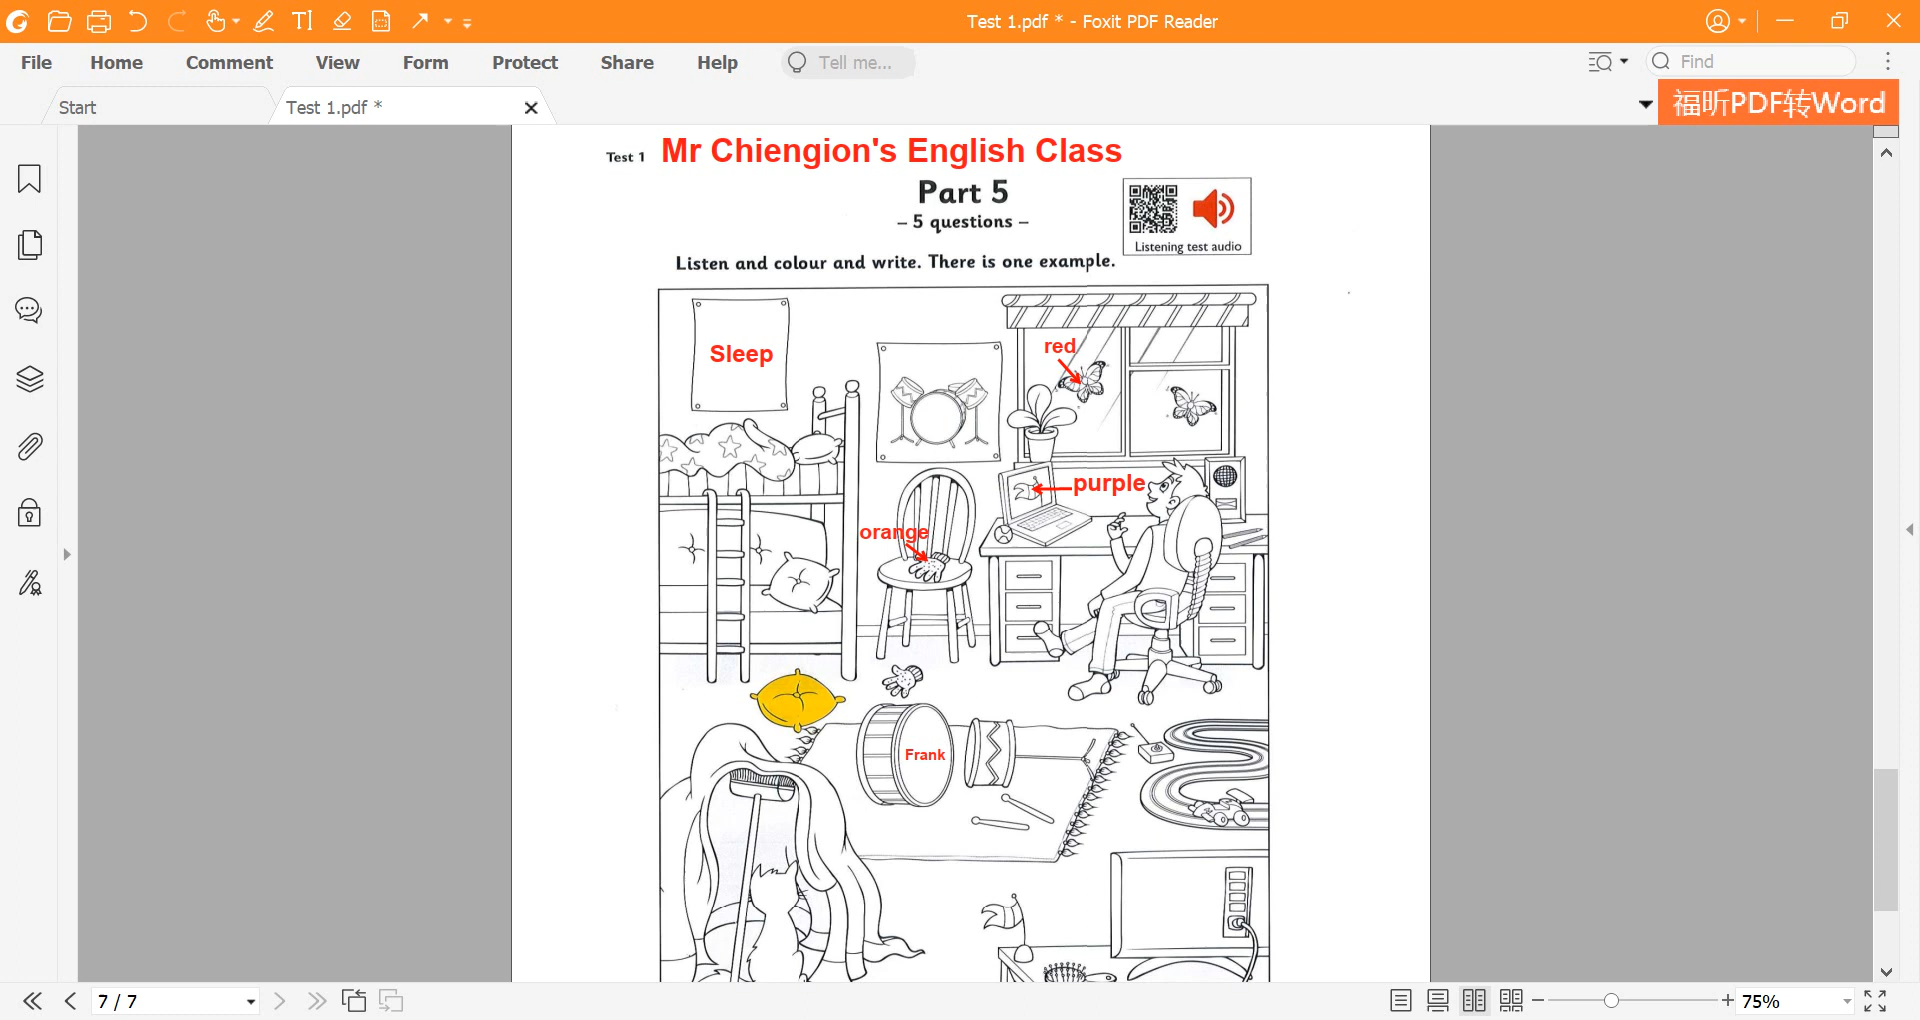 Test 1.pdf * - Foxit PDF Reader
File Home Comment View Form Protect Share Help Tell me... Find
Start Test 1.pdf * 福昕PDF转Word
Test 1 Mr Chiengion's English Class
Part 5
– 5 questions –
Listening test audio
Listen and colour and write. There is one example.
Sleep
red
purple
orange
Frank
7 / 7 75%